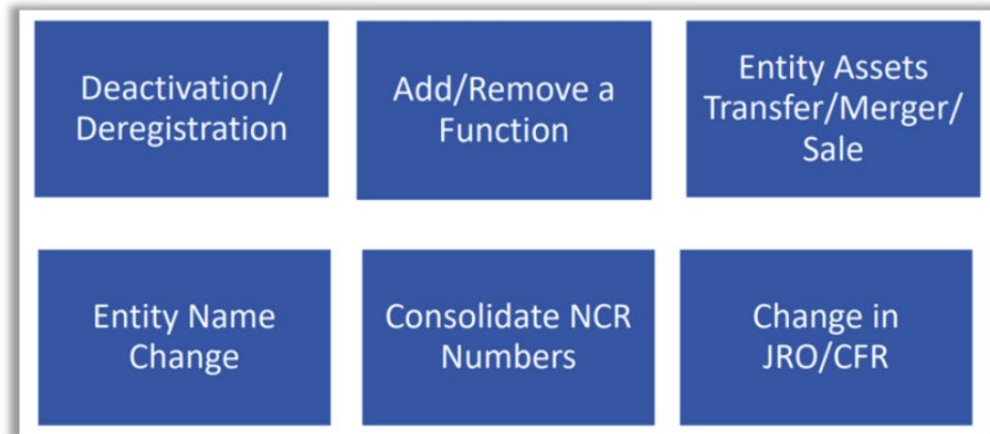 Deactivation/
Deregistration
Add/Remove a
Function
Entity Assets
Transfer/Merger/
Sale
Entity Name
Change
Consolidate NCR
Numbers
Change in
JRO/CFR